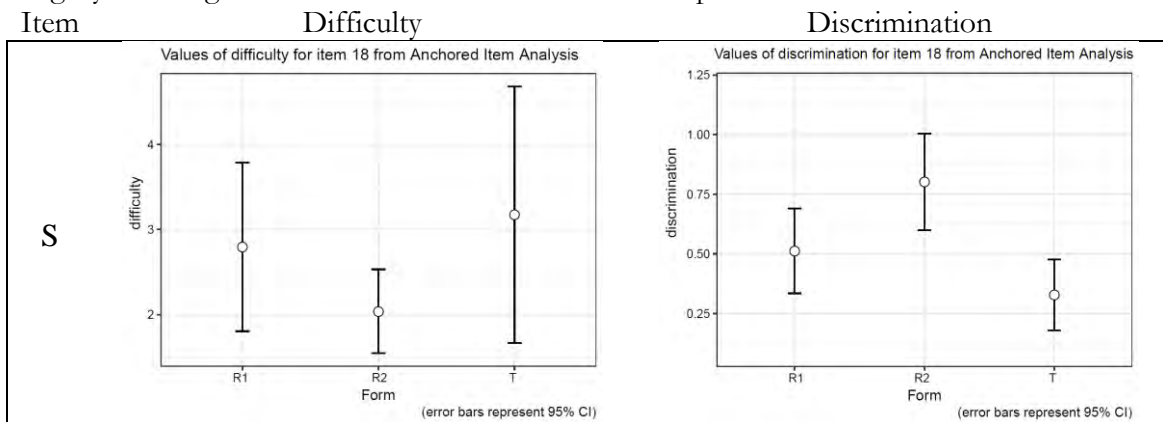 Item Difficulty Discrimination
Values of difficulty for item 18 from Anchored Item Analysis
4
3
2
difficulty
R1 R2 T
Form
(error bars represent 95% CI)
Values of discrimination for item 18 from Anchored Item Analysis
1.25
1.00
0.75
0.50
0.25
discrimination
R1 R2 T
Form
(error bars represent 95% CI)
S